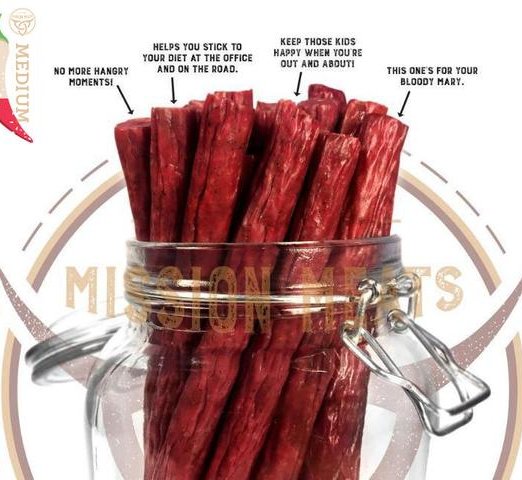 MEDIUM
NO MORE HANGRY
MOMENTS!
HELPS YOU STICK TO
YOUR DIET AT THE OFFICE
AND ON THE ROAD.
KEEP THOSE KIDS
HAPPY WHEN YOU'RE
OUT AND ABOUT!
THIS ONE'S FOR YOUR
BLOODY MARY.
MISSION MEATS